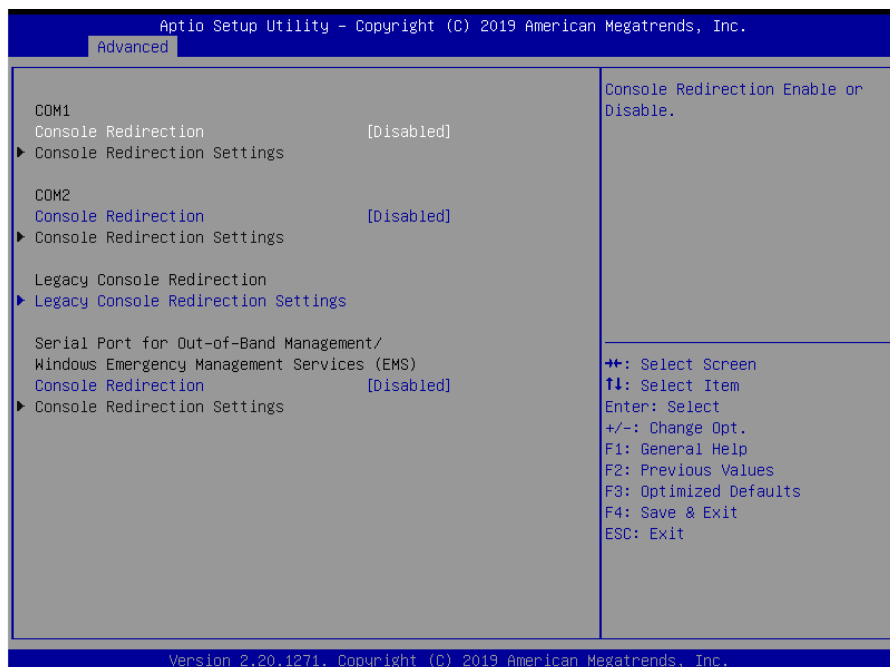 Aptio Setup Utility – Copyright (C) 2019 American Megatrends, Inc.
Advanced
COM1
Console Redirection [Disabled]
Console Redirection Settings
COM2
Console Redirection [Disabled]
Console Redirection Settings
Legacy Console Redirection
Legacy Console Redirection Settings
Serial Port for Out-of-Band Management/
Windows Emergency Management Services (EMS)
Console Redirection [Disabled]
Console Redirection Settings
Console Redirection Enable or
Disable.
→←: Select Screen
↑↓: Select Item
Enter: Select
+/-: Change Opt.
F1: General Help
F2: Previous Values
F3: Optimized Defaults
F4: Save & Exit
ESC: Exit
Version 2.20.1271. Copyright (C) 2019 American Megatrends, Inc.